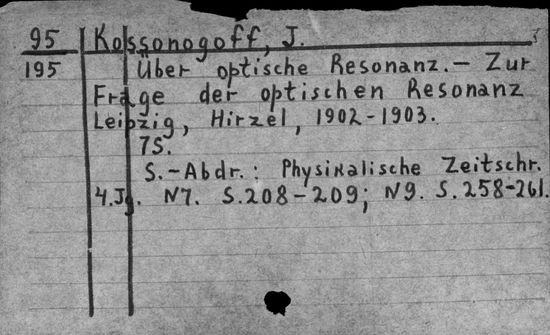 95 Kossonogoff, J.
195 Über optische Resonanz.- Zur
Frage der optischen Resonanz
Leipzig, Hirzel, 1902-1903.
7S.
S.-Abdr.: Physikalische Zeitschr.
4.Jg. N7. S.208-209; N9. S.258-261.